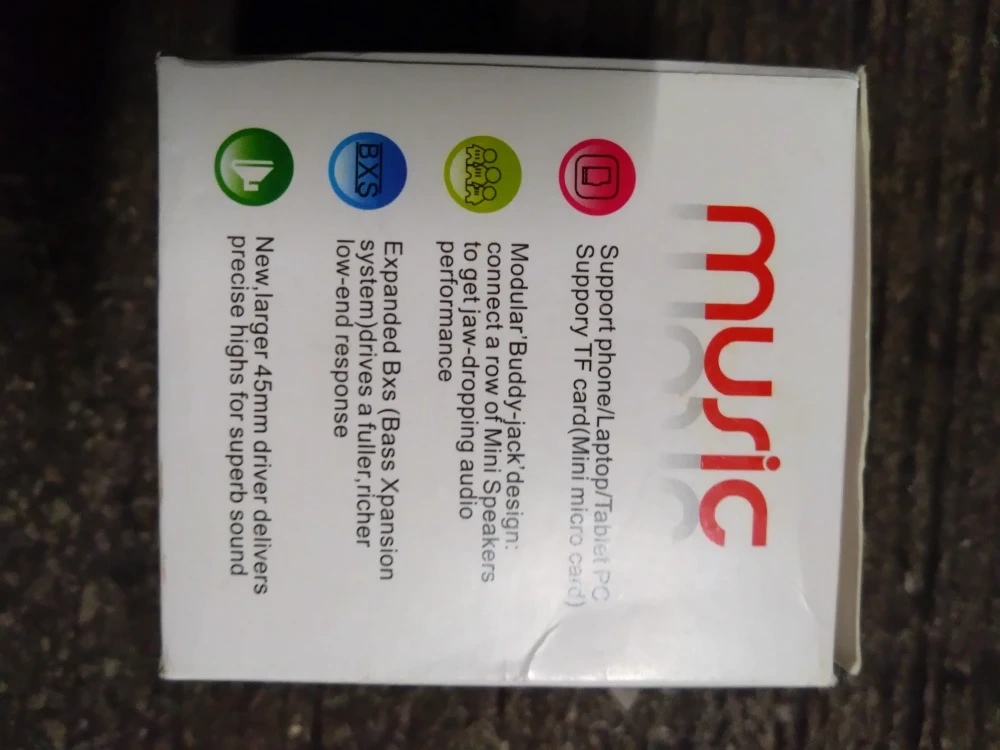 music
Support phone/Laptop/Tablet PC
Suppory TF card(Mini micro card)
Modular'Buddy-jack'design:
connect a row of Mini Speakers
to get jaw-dropping audio
performance
BXS
Expanded Bxs (Bass Xpansion
system)drives a fuller,richer
low-end response
New,larger 45mm driver delivers
precise highs for superb sound